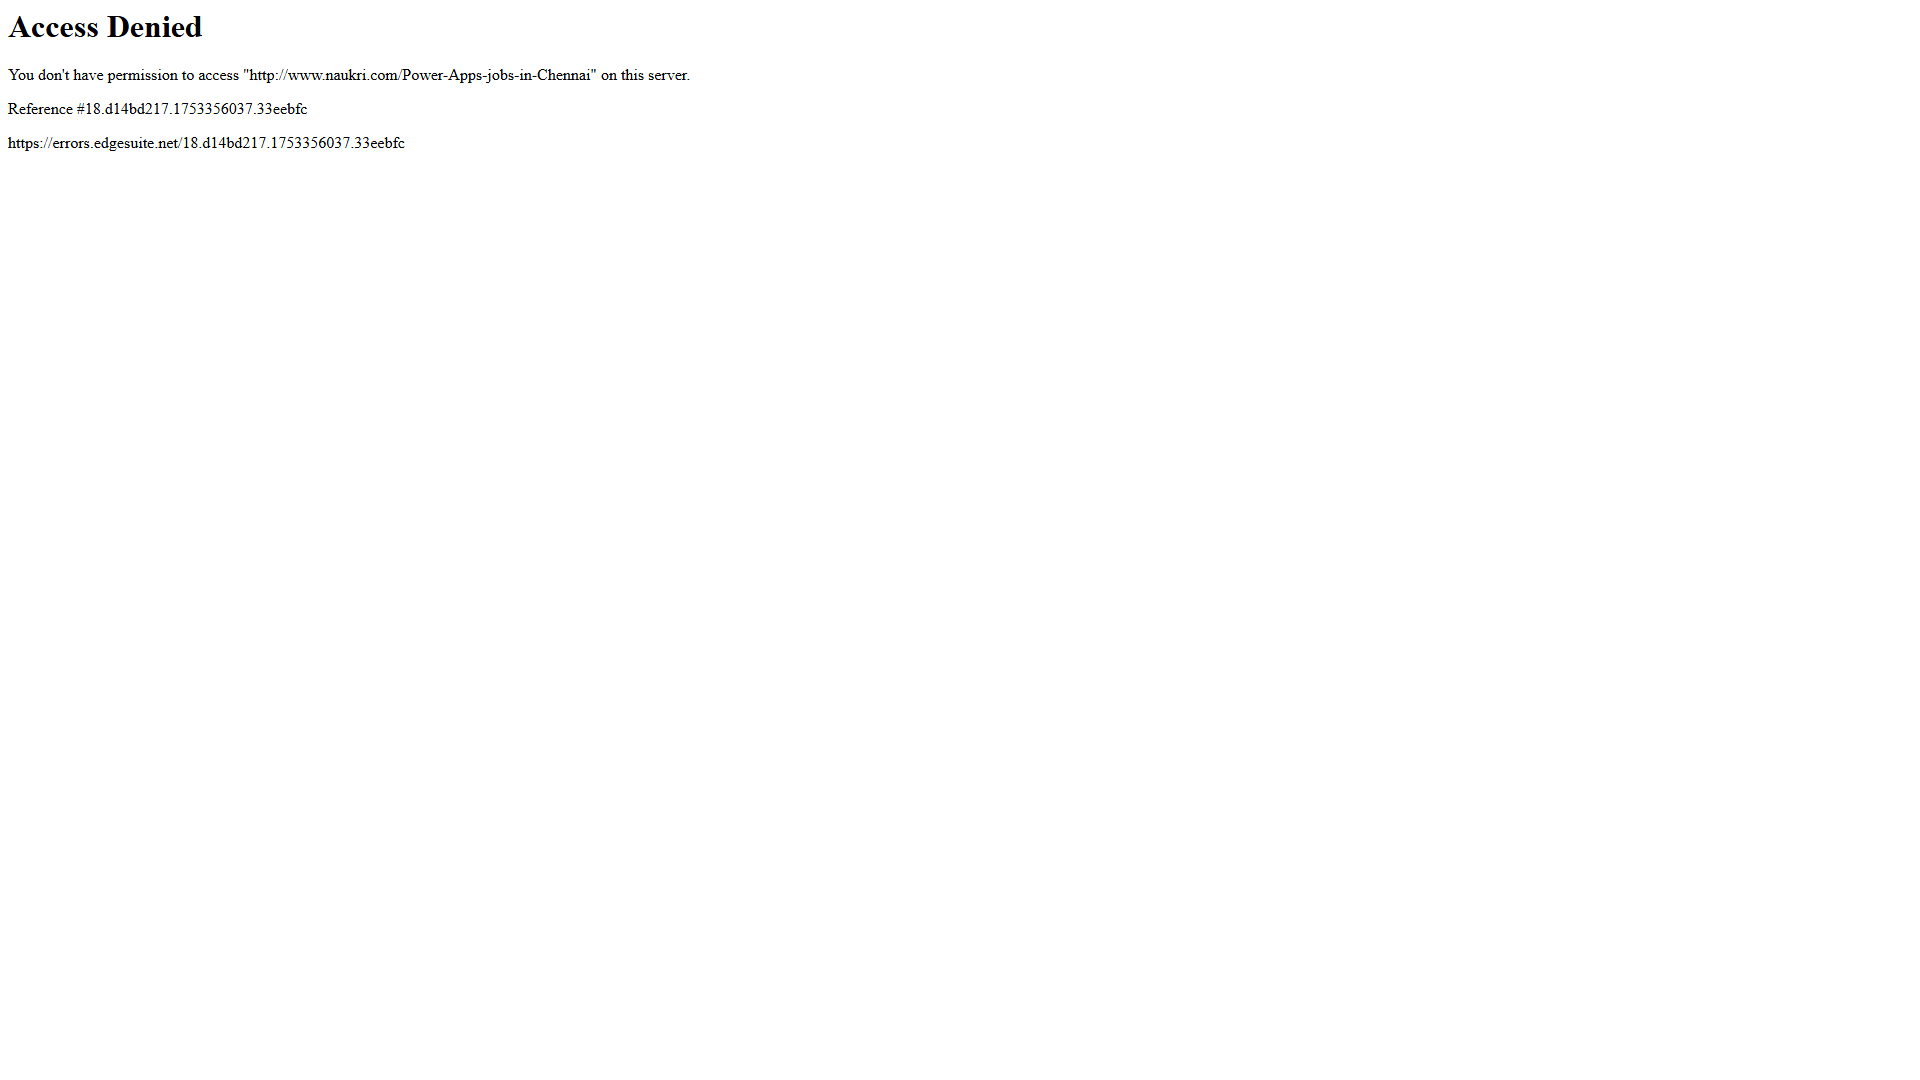 Access Denied
You don't have permission to access "http://www.naukri.com/Power-Apps-jobs-in-Chennai" on this server.
Reference #18.d14bd217.1753356037.33eebfc
https://errors.edgesuite.net/18.d14bd217.1753356037.33eebfc